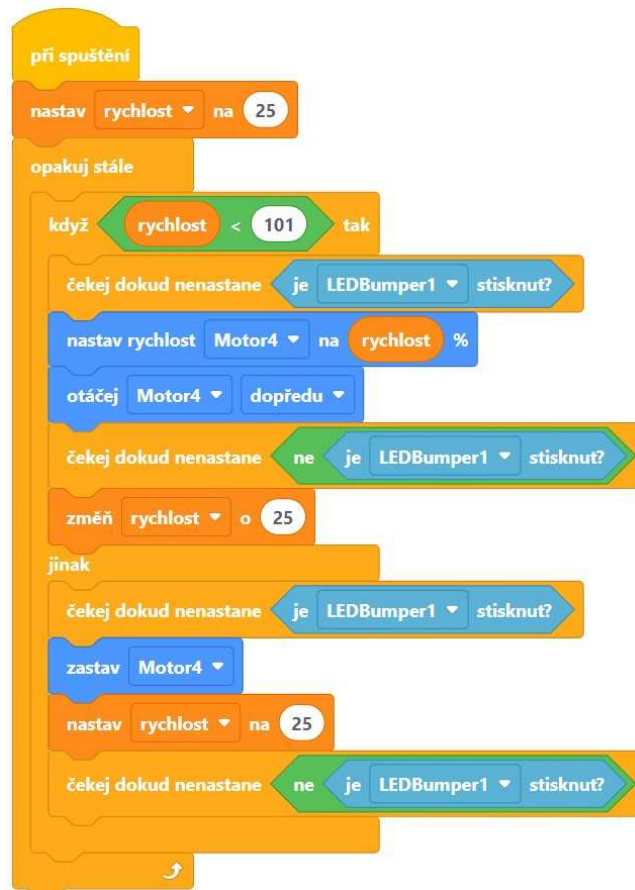 při spuštění
nastav rychlost na 25
opakuj stále
když rychlost < 101 tak
čekej dokud nenastane je LEDBumper1 stisknut?
nastav rychlost Motor4 na rychlost %
otáčej Motor4 dopředu
čekej dokud nenastane ne je LEDBumper1 stisknut?
změň rychlost o 25
jinak
čekej dokud nenastane je LEDBumper1 stisknut?
zastav Motor4
nastav rychlost na 25
čekej dokud nenastane ne je LEDBumper1 stisknut?